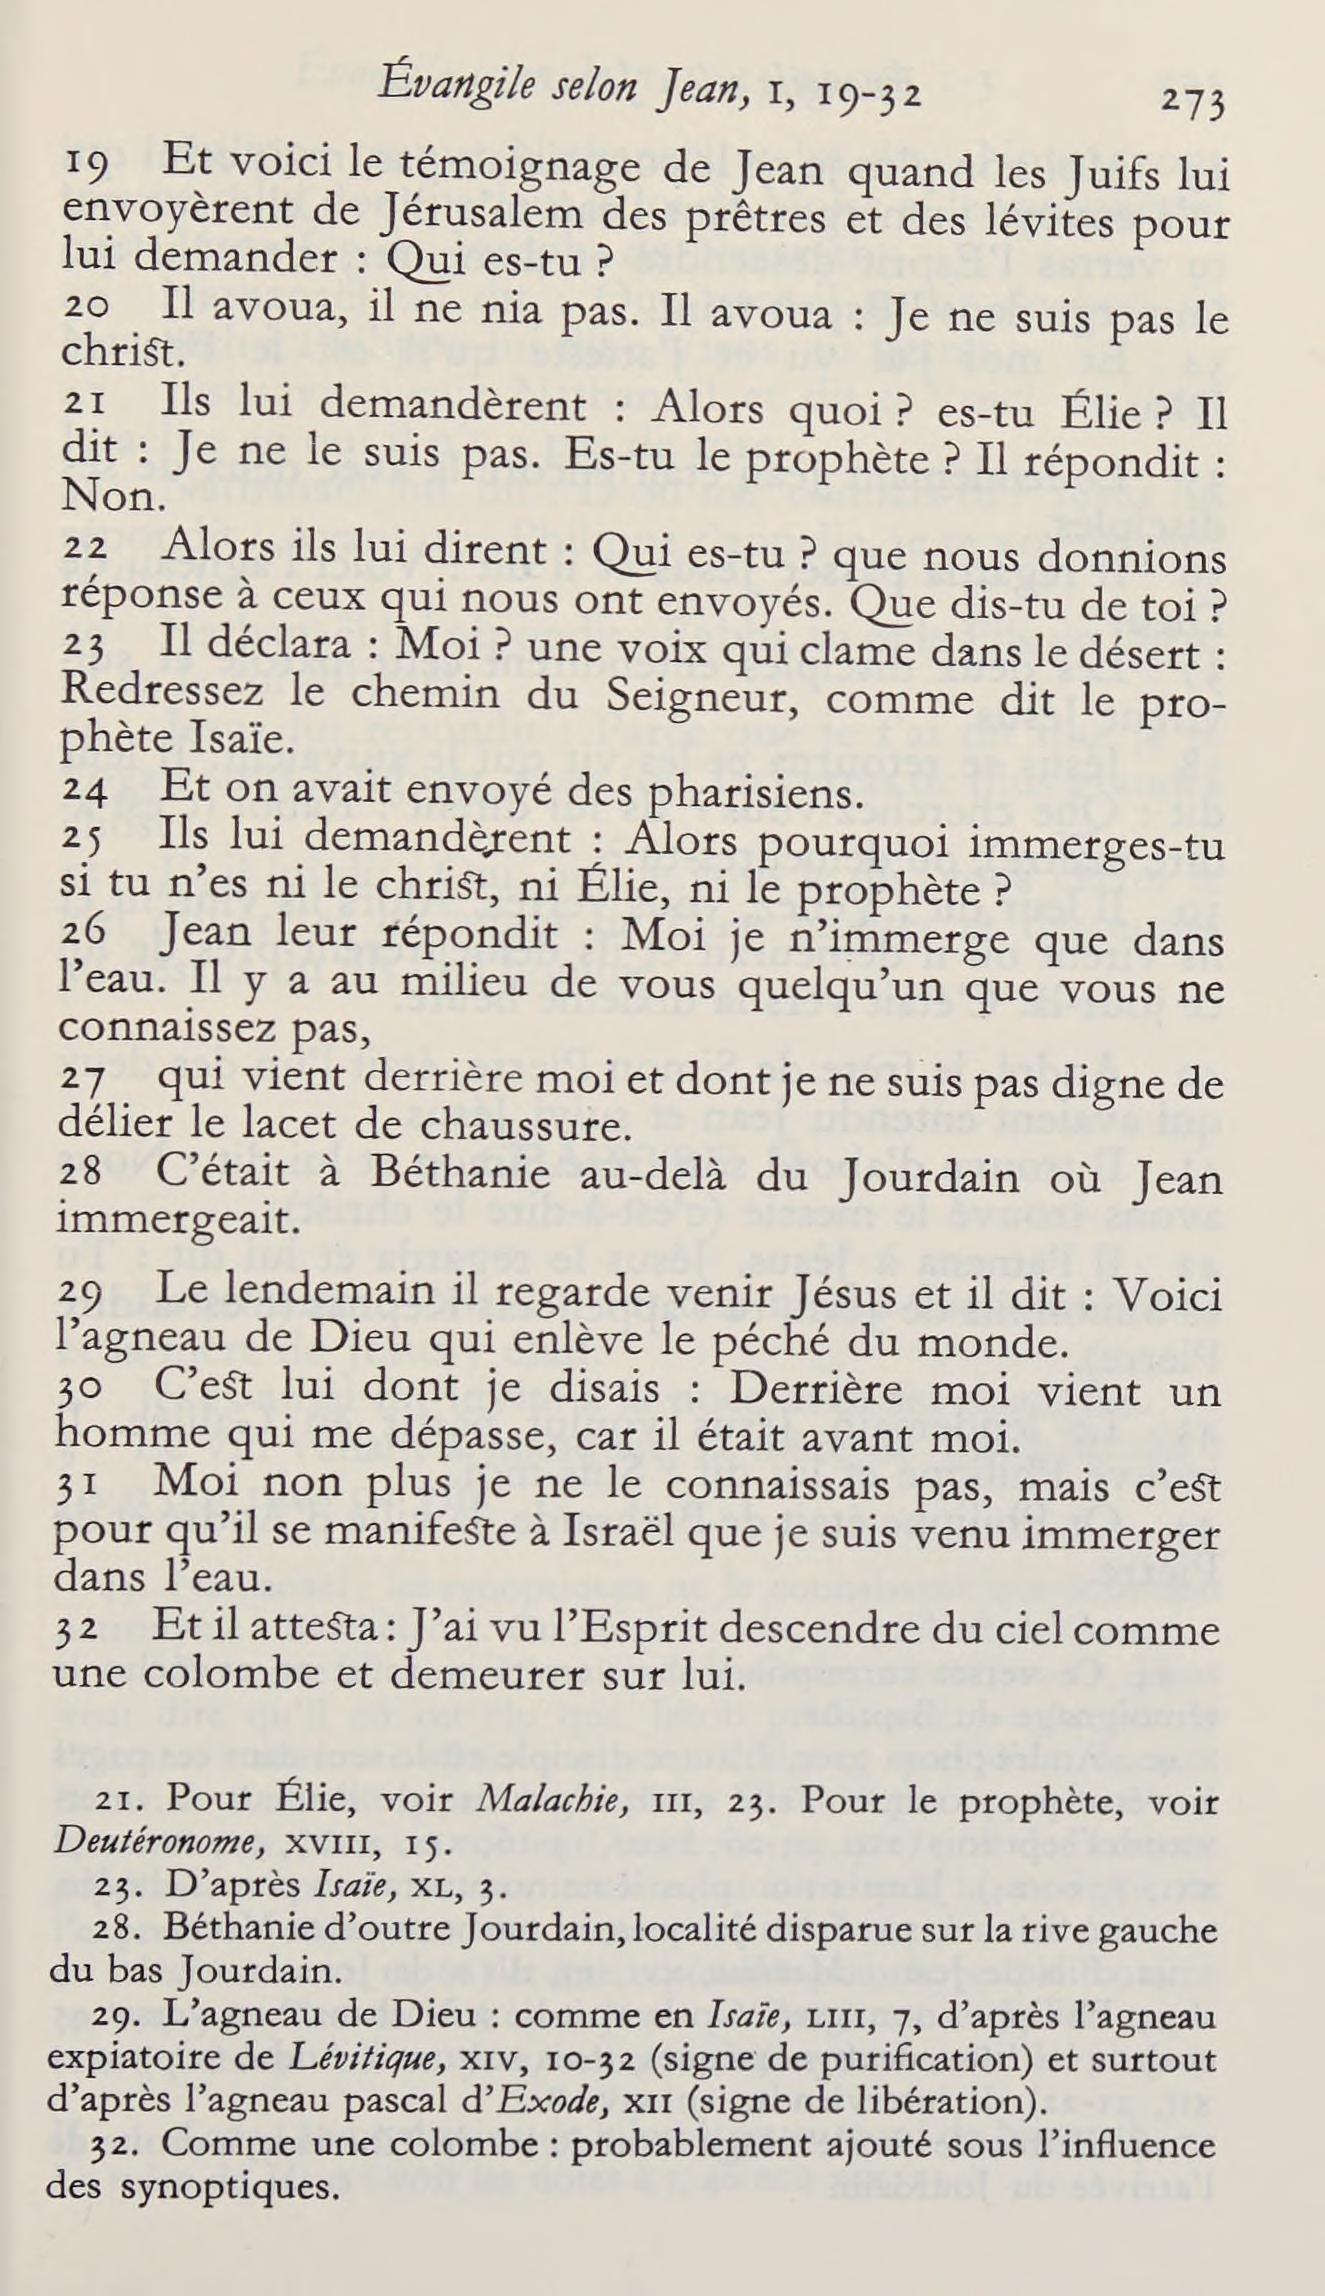 Évangile selon Jean, I, 19-32
273
19 Et voici le témoignage de Jean quand les Juifs lui
envoyèrent de Jérusalem des prêtres et des lévites pour
lui demander : Qui es-tu ?
20 Il avoua, il ne nia pas. Il avoua : Je ne suis pas le
christ.
21 Ils lui demandèrent : Alors quoi ? es-tu Élie ? Il
dit : Je ne le suis pas. Es-tu le prophète ? Il répondit :
Non.
22 Alors ils lui dirent : Qui es-tu ? que nous donnions
réponse à ceux qui nous ont envoyés. Que dis-tu de toi ?
23 Il déclara : Moi ? une voix qui clame dans le désert :
Redressez le chemin du Seigneur, comme dit le pro-
phète Isaïe.
24 Et on avait envoyé des pharisiens.
25 Ils lui demandèrent : Alors pourquoi immerges-tu
si tu n'es ni le christ, ni Élie, ni le prophète ?
26 Jean leur répondit : Moi je n'immerge que dans
l'eau. Il y a au milieu de vous quelqu'un que vous ne
connaissez pas,
27 qui vient derrière moi et dont je ne suis pas digne de
délier le lacet de chaussure.
28 C'était à Béthanie au-delà du Jourdain où Jean
immergeait.
29 Le lendemain il regarde venir Jésus et il dit : Voici
l'agneau de Dieu qui enlève le péché du monde.
30 C'est lui dont je disais : Derrière moi vient un
homme qui me dépasse, car il était avant moi.
31 Moi non plus je ne le connaissais pas, mais c'est
pour qu'il se manifeste à Israël que je suis venu immerger
dans l'eau.
32 Et il attesta : J'ai vu l'Esprit descendre du ciel comme
une colombe et demeurer sur lui.
21. Pour Élie, voir Malachie, III, 23. Pour le prophète, voir
Deutéronome, XVIII, 15.
23. D'après Isaïe, XL, 3.
28. Béthanie d'outre Jourdain, localité disparue sur la rive gauche
du bas Jourdain.
29. L'agneau de Dieu : comme en Isaïe, LIII, 7, d'après l'agneau
expiatoire de Lévitique, XIV, 10-32 (signe de purification) et surtout
d'après l'agneau pascal d'Exode, XII (signe de libération).
32. Comme une colombe : probablement ajouté sous l'influence
des synoptiques.